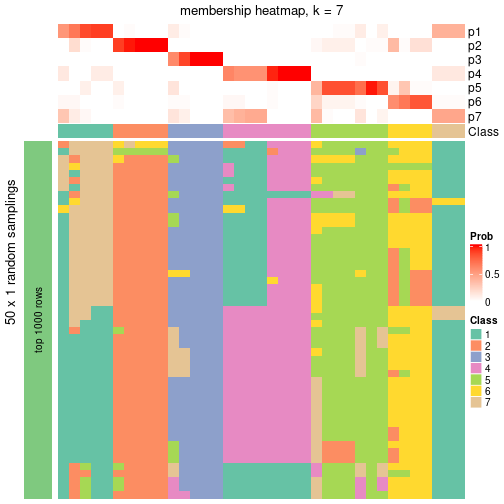 membership heatmap, k = 7
p1
p2
p3
p4
p5
p6
p7
Class
50 x 1 random samplings
top 1000 rows
Prob
1
0.5
0
Class
1
2
3
4
5
6
7